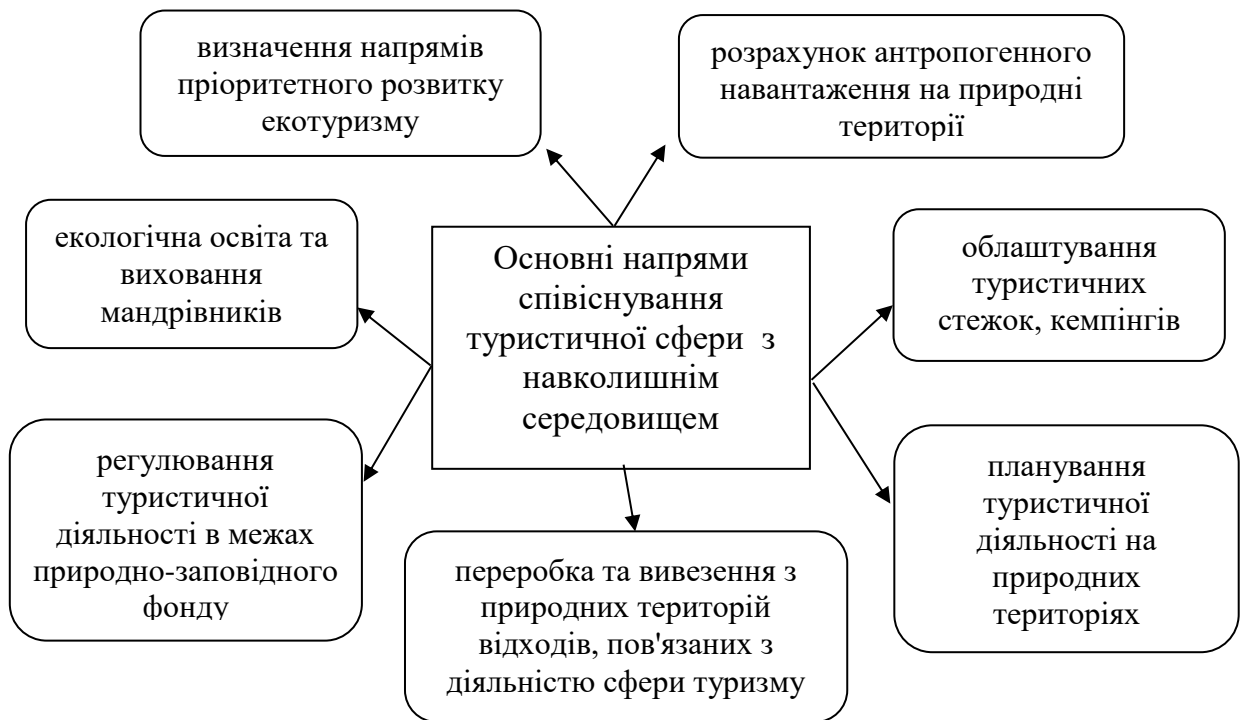 визначення напрямів
пріоритетного розвитку
екотуризму
розрахунок антропогенного
навантаження на природні
території
екологічна освіта та
виховання
мандрівників
Основні напрями
співіснування
туристичної сфери з
навколишнім
середовищем
облаштування
туристичних
стежок, кемпінгів
регулювання
туристичної
діяльності в межах
природно-заповідного
фонду
переробка та вивезення з
природних територій
відходів, пов'язаних з
діяльністю сфери туризму
планування
туристичної
діяльності на
природних
територіях